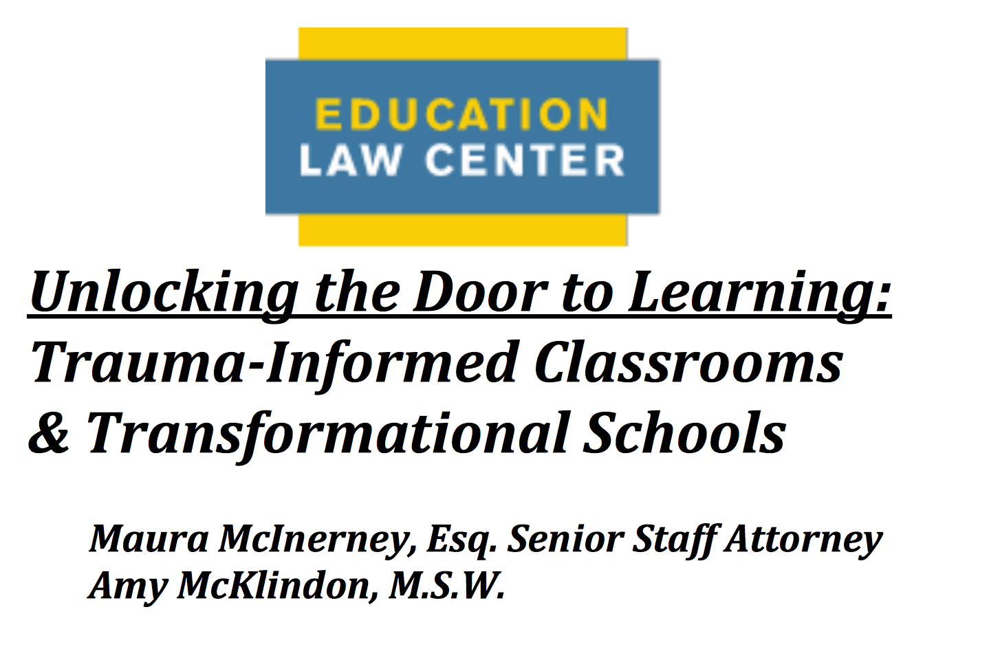 EDUCATION
LAW CENTER
Unlocking the Door to Learning:
Trauma-Informed Classrooms
& Transformational Schools
Maura McInerney, Esq. Senior Staff Attorney
Amy McKlindon, M.S.W.